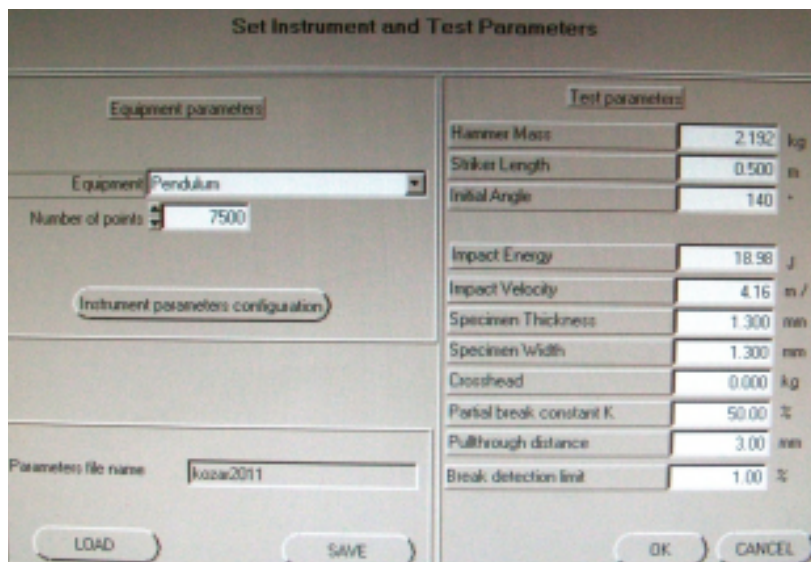 Set Instrument and Test Parameters
Equipment parameters
Equipment Pendulum
Number of points 7500
Instrument parameters configuration
Parameters file name kozar2011
LOAD SAVE
Test parameters
Hammer Mass 2.192 kg
Striker Length 0.500 m
Initial Angle 140 °
Impact Energy 18.98 J
Impact Velocity 4.16 m/
Specimen Thickness 1.300 mm
Specimen Width 1.300 mm
Crosshead 0.000 kg
Partial break constant K 50.00 %
Pullthrough distance 3.00 mm
Break detection limit 1.00 %
OK CANCEL